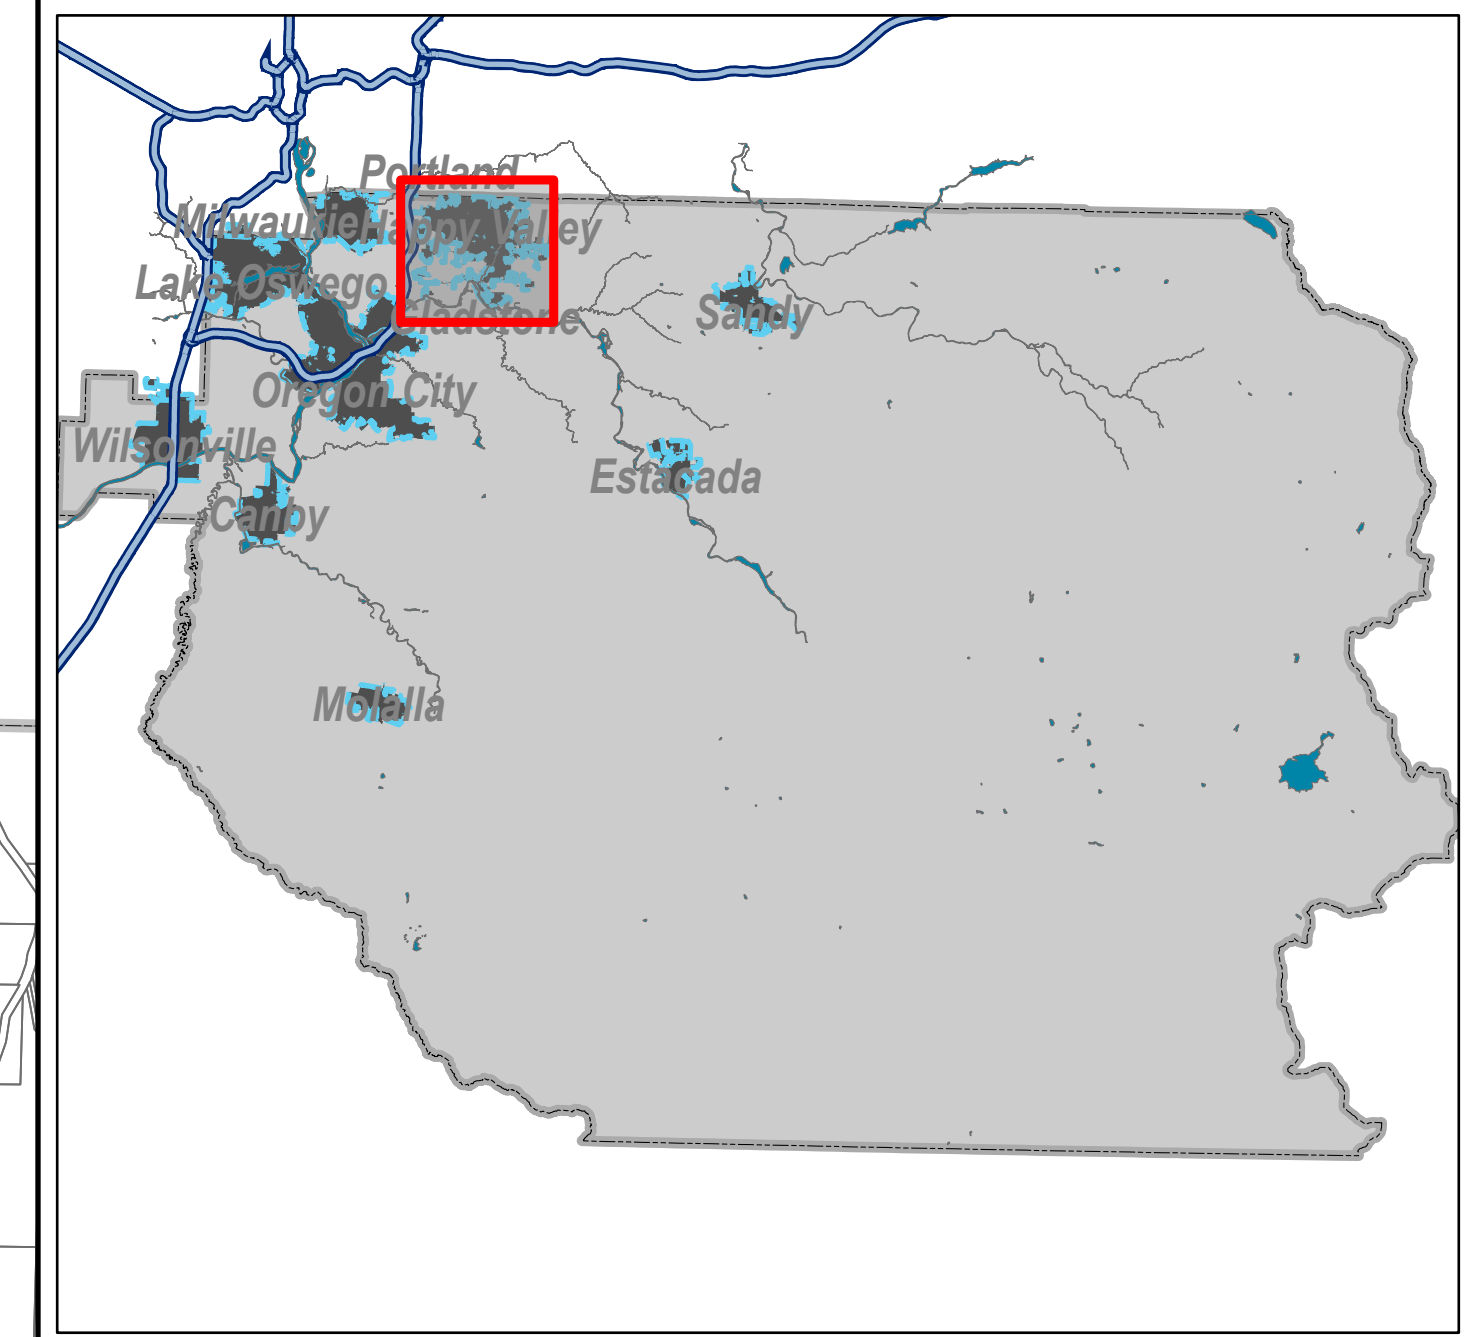 Portland
Milwaukie
Happy Valley
Lake Oswego
Gladstone
Sandy
Oregon City
Wilsonville
Estacada
Canby
Molalla